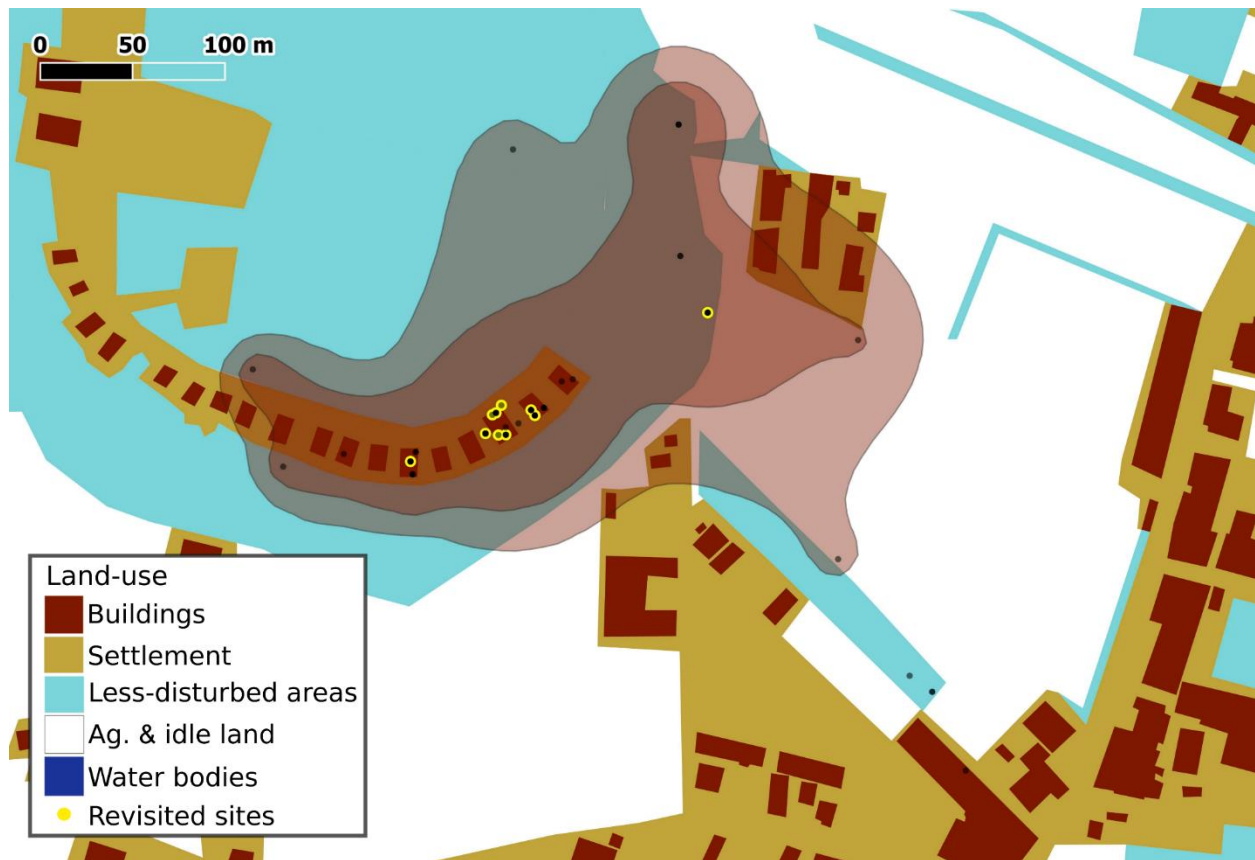 0 50 100 m
Land-use
Buildings
Settlement
Less-disturbed areas
Ag. & idle land
Water bodies
Revisited sites